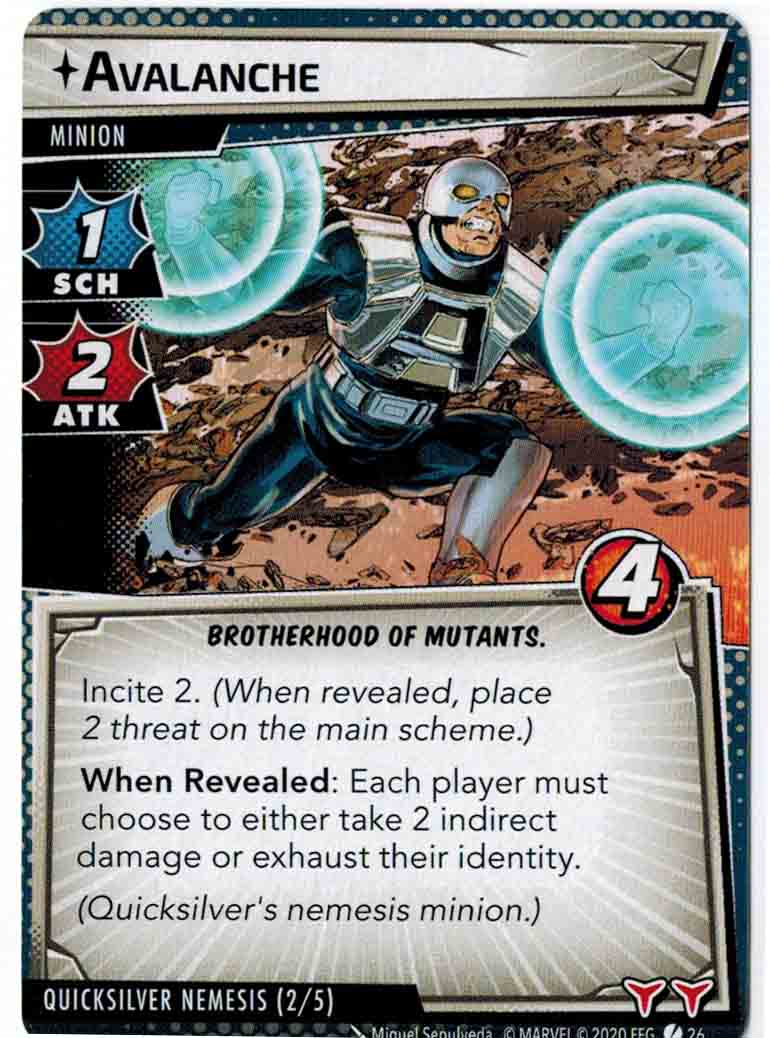 AVALANCHE
MINION
1
SCH
2
ATK
4
BROTHERHOOD OF MUTANTS.
Incite 2. (When revealed, place
2 threat on the main scheme.)
When Revealed: Each player must
choose to either take 2 indirect
damage or exhaust their identity.
(Quicksilver's nemesis minion.)
QUICKSILVER NEMESIS (2/5)
Miguel Sepulveda © MARVEL © 2020 FFG 26